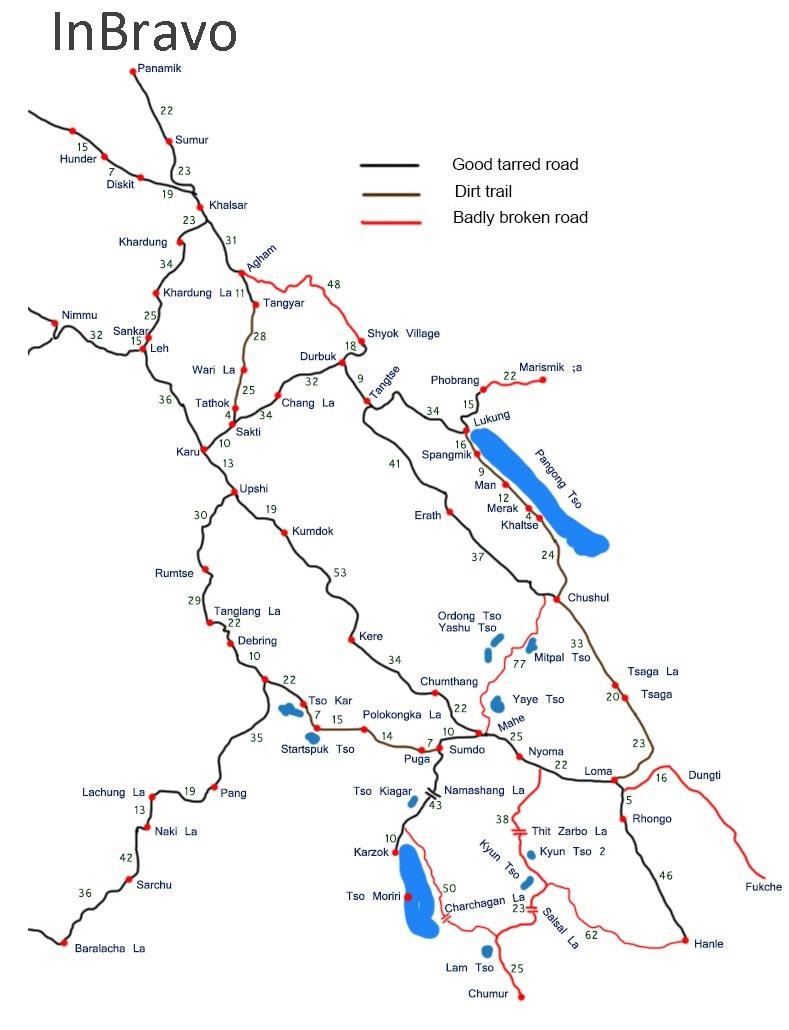 InBravo
Panamik
22
Sumur
15
Hunder
7
Diskit
23
19
Khalsar
Good tarred road
Dirt trail
Badly broken road
23
Khardung
31
Agham
34
Khardung La
11
Tangyar
48
Nimmu
25
Sankar
32
15
Leh
28
Shyok Village
18
Durbuk
Wari La
32
9
Tangtse
Marismik ;a
22
Phobrang
15
36
25
Tathok
Chang La
4
34
Sakti
34
Lukung
10
Karu
16
Spangmik
13
41
9
Man
Pangong Tso
Upshi
12
Merak
4
Khaltse
30
19
Kumdok
Erath
37
24
53
Rumtse
29
Chushul
Tanglang La
22
Debring
Ordong Tso
Yashu Tso
Mitpal Tso
33
Kere
10
34
77
22
Tsaga La
20
Tsaga
Chumthang
Tso Kar
22
Yaye Tso
7
15
Polokongka La
Mahe
Startspuk Tso
14
7
10
Sumdo
25
23
35
Puga
Nyoma
22
Loma
16
Dungti
Lachung La
19
Pang
Tso Kiagar
Namashang La
43
5
Rhongo
13
Naki La
38
Thit Zarbo La
10
Karzok
Kyun Tso 2
Kyun Tso
42
46
Sarchu
50
Tso Moriri
Charchagan La
23
Salsal La
62
Fukche
36
Baralacha La
Hanle
Lam Tso
25
Chumur